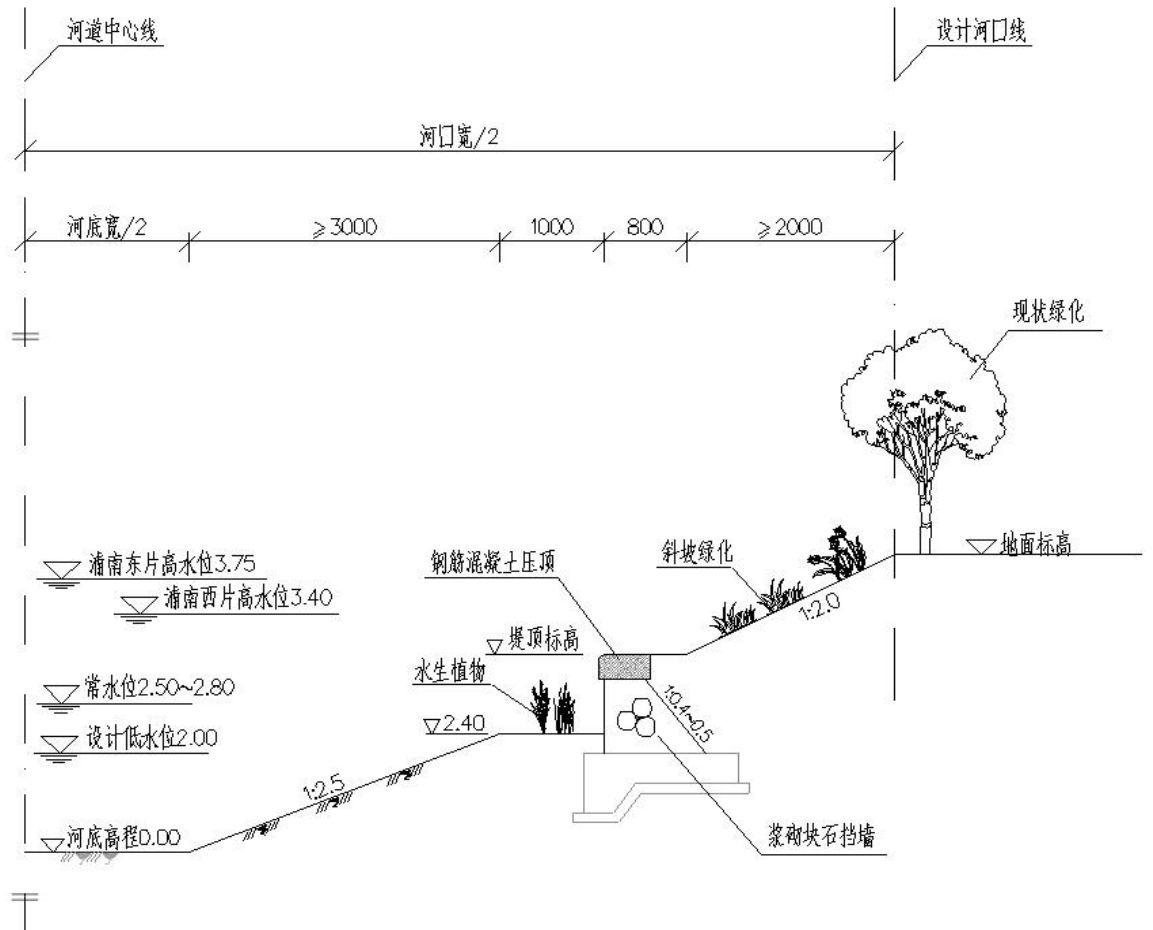 河道中心线
设计河口线
河口宽/2
河底宽/2
≥3000
1000
800
≥2000
现状绿化
浦南东片高水位3.75
浦南西片高水位3.40
钢筋混凝土压顶
斜坡绿化
地面标高
1:2.0
堤顶标高
水生植物
常水位2.50~2.80
2.40
1:0.4~0.5
设计低水位2.00
1:2.5
河底高程0.00
浆砌块石挡墙